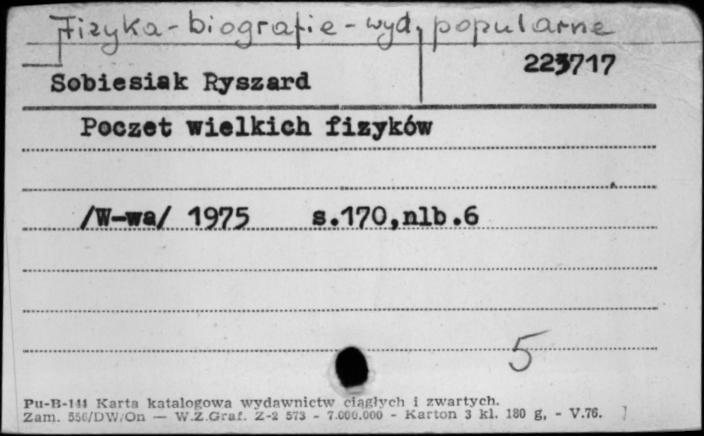 Fizyka - biografie - wyd. popularne
223717
Sobiesiak Ryszard
Poczet wielkich fizyków
/W-wa/ 1975 s.170,nlb.6
5
Pu-B-144 Karta katalogowa wydawnictw ciągłych i zwartych.
Zam. 556/DW/On — W.Z.Graf. Z-2 573 - 7.000.000 - Karton 3 kl. 180 g, - V.76.